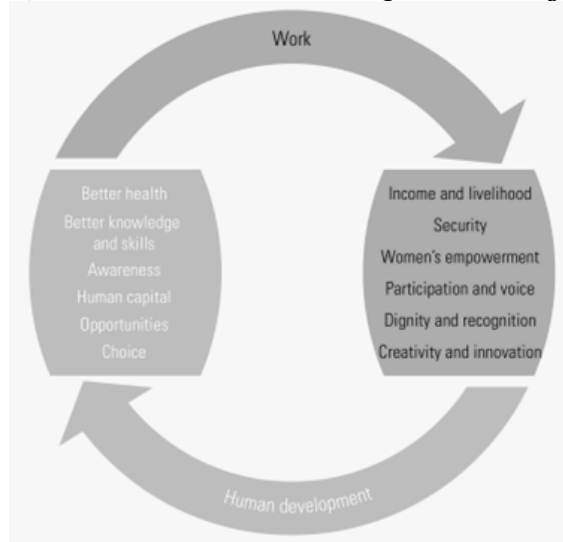 Work
Better health
Better knowledge
and skills
Awareness
Human capital
Opportunities
Choice
Income and livelihood
Security
Women's empowerment
Participation and voice
Dignity and recognition
Creativity and innovation
Human development